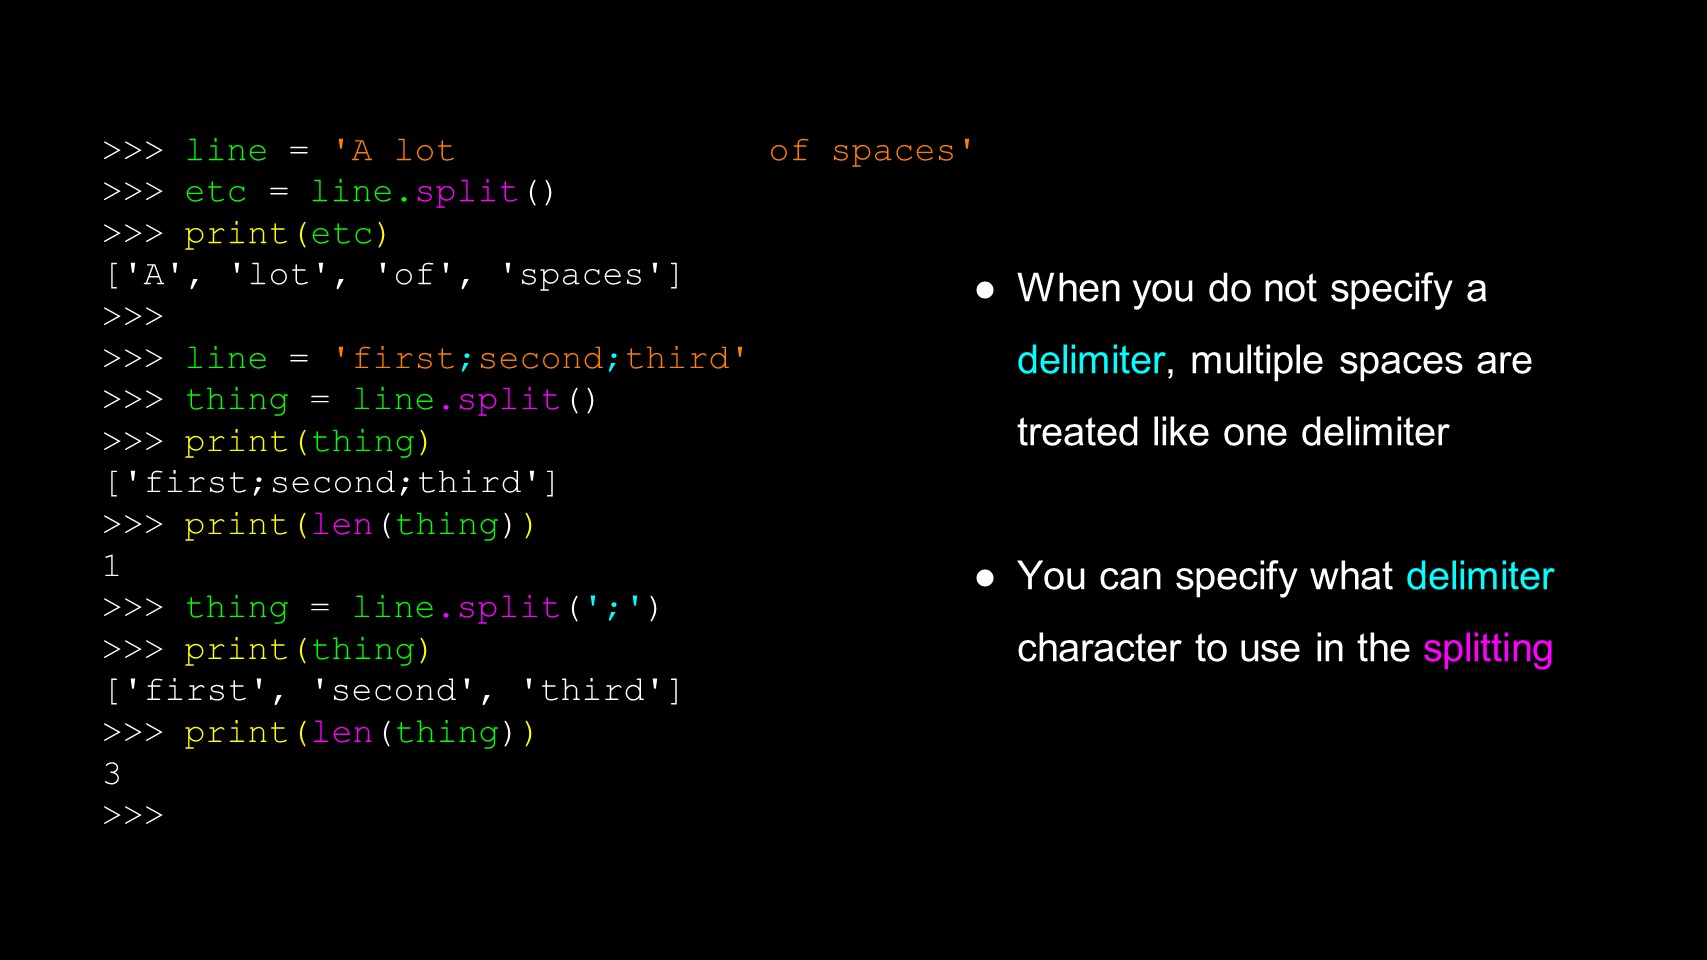 >>> line = 'A lot               of spaces'
>>> etc = line.split()
>>> print(etc)
['A', 'lot', 'of', 'spaces']
>>>
>>> line = 'first;second;third'
>>> thing = line.split()
>>> print(thing)
['first;second;third']
>>> print(len(thing))
1
>>> thing = line.split(';')
>>> print(thing)
['first', 'second', 'third']
>>> print(len(thing))
3
>>>
● When you do not specify a
delimiter, multiple spaces are
treated like one delimiter
● You can specify what delimiter
character to use in the splitting